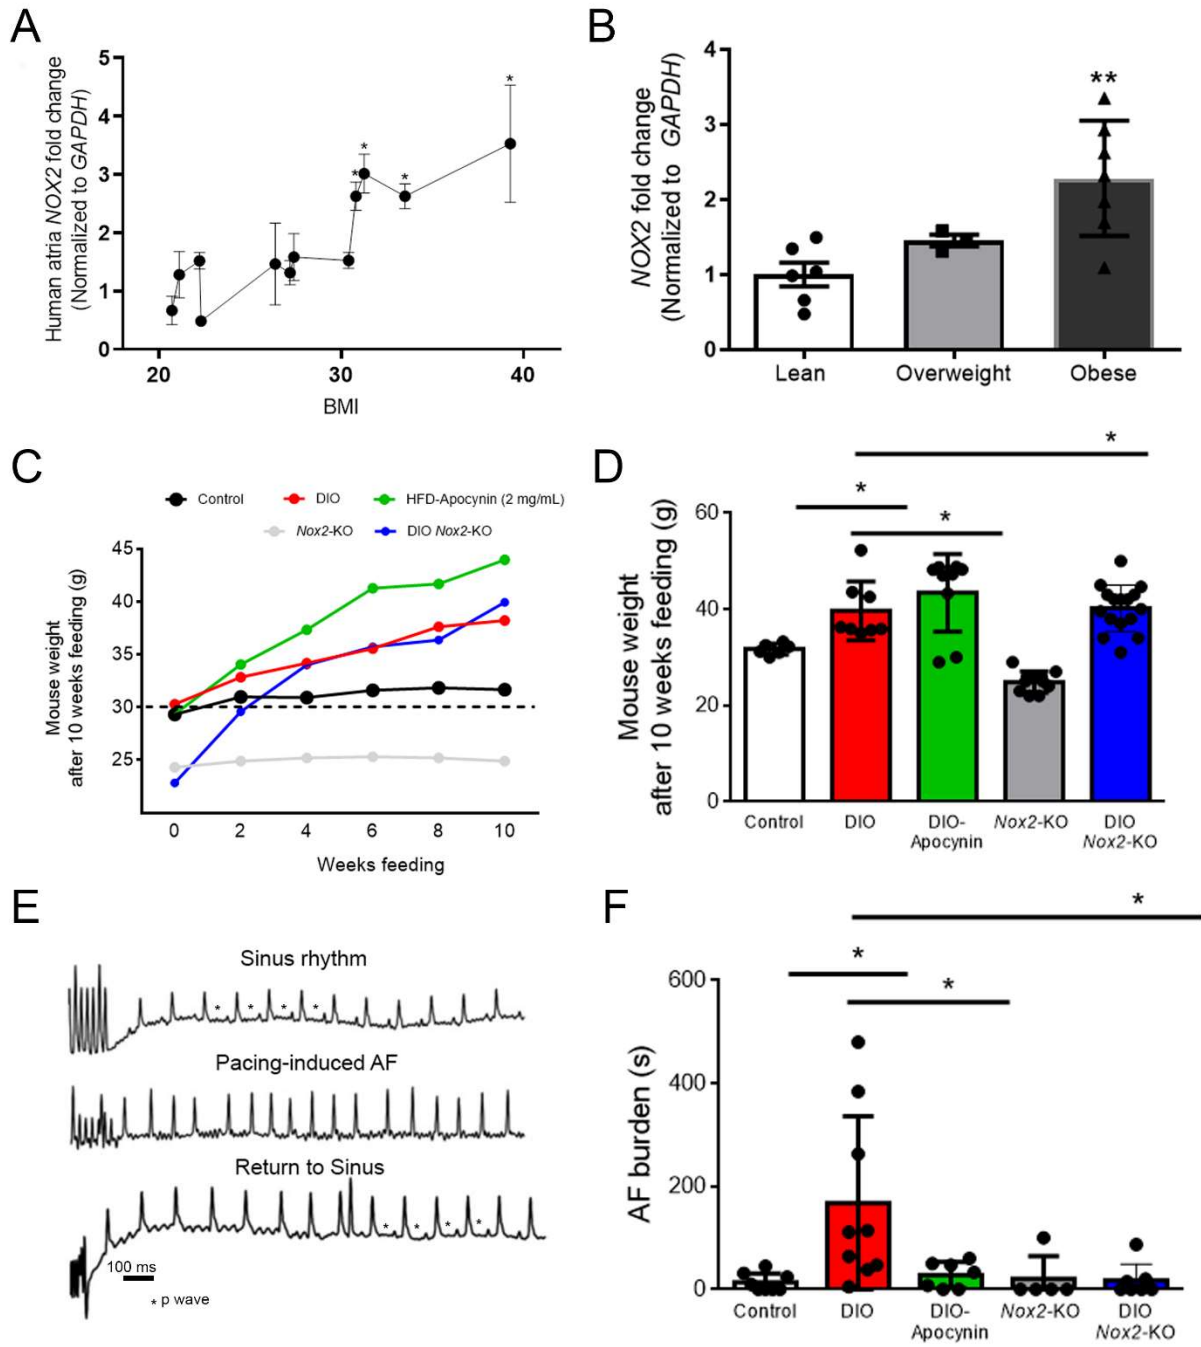 A
Human atria NOX2 fold change
(Normalized to GAPDH)
5
4
3
2
1
0
*
*
*
*
20
30
40
BMI
B
NOX2 fold change
(Normalized to GAPDH)
4
3
2
1
0
**
Lean
Overweight
Obese
C
Control
DIO
HFD-Apocynin (2 mg/mL)
Nox2-KO
DIO Nox2-KO
Mouse weight
after 10 weeks feeding (g)
45
40
35
30
25
0
2
4
6
8
10
Weeks feeding
D
*
*
*
Mouse weight
after 10 weeks feeding (g)
60
40
20
0
Control
DIO
DIO-
Apocynin
Nox2-KO
DIO
Nox2-KO
E
Sinus rhythm
* * * *
Pacing-induced AF
Return to Sinus
* * * *
100 ms
* p wave
F
*
*
*
AF burden (s)
600
400
200
0
Control
DIO
DIO-
Apocynin
Nox2-KO
DIO
Nox2-KO